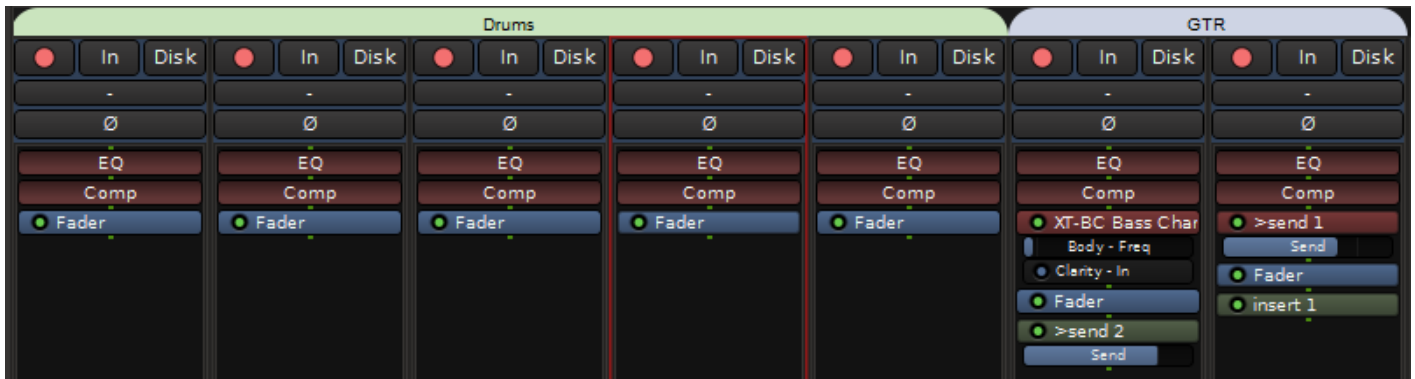 Drums GTR
In Disk In Disk In Disk In Disk In Disk In Disk In Disk
- - - - - - -
Ø Ø Ø Ø Ø Ø Ø
EQ EQ EQ EQ EQ EQ EQ
Comp Comp Comp Comp Comp Comp Comp
Fader Fader Fader Fader Fader XT-BC Bass Char >send 1
Body - Freq Send
Clarity - In Fader
Fader insert 1
>send 2
Send